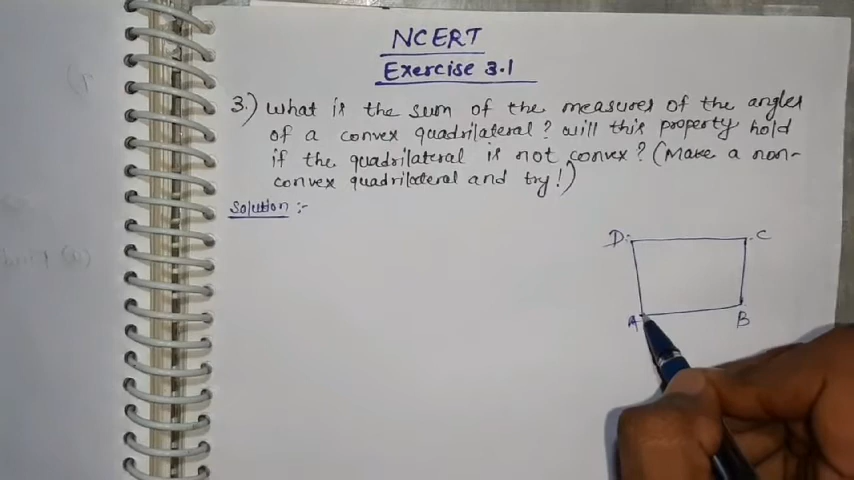 NCERT
Exercise 3.1
3.) What is the sum of the measures of the angles
of a convex quadrilateral? will this property hold
if the quadrilateral is not convex? (Make a non-
convex quadrilateral and try!)
Solution :-
D C
A B